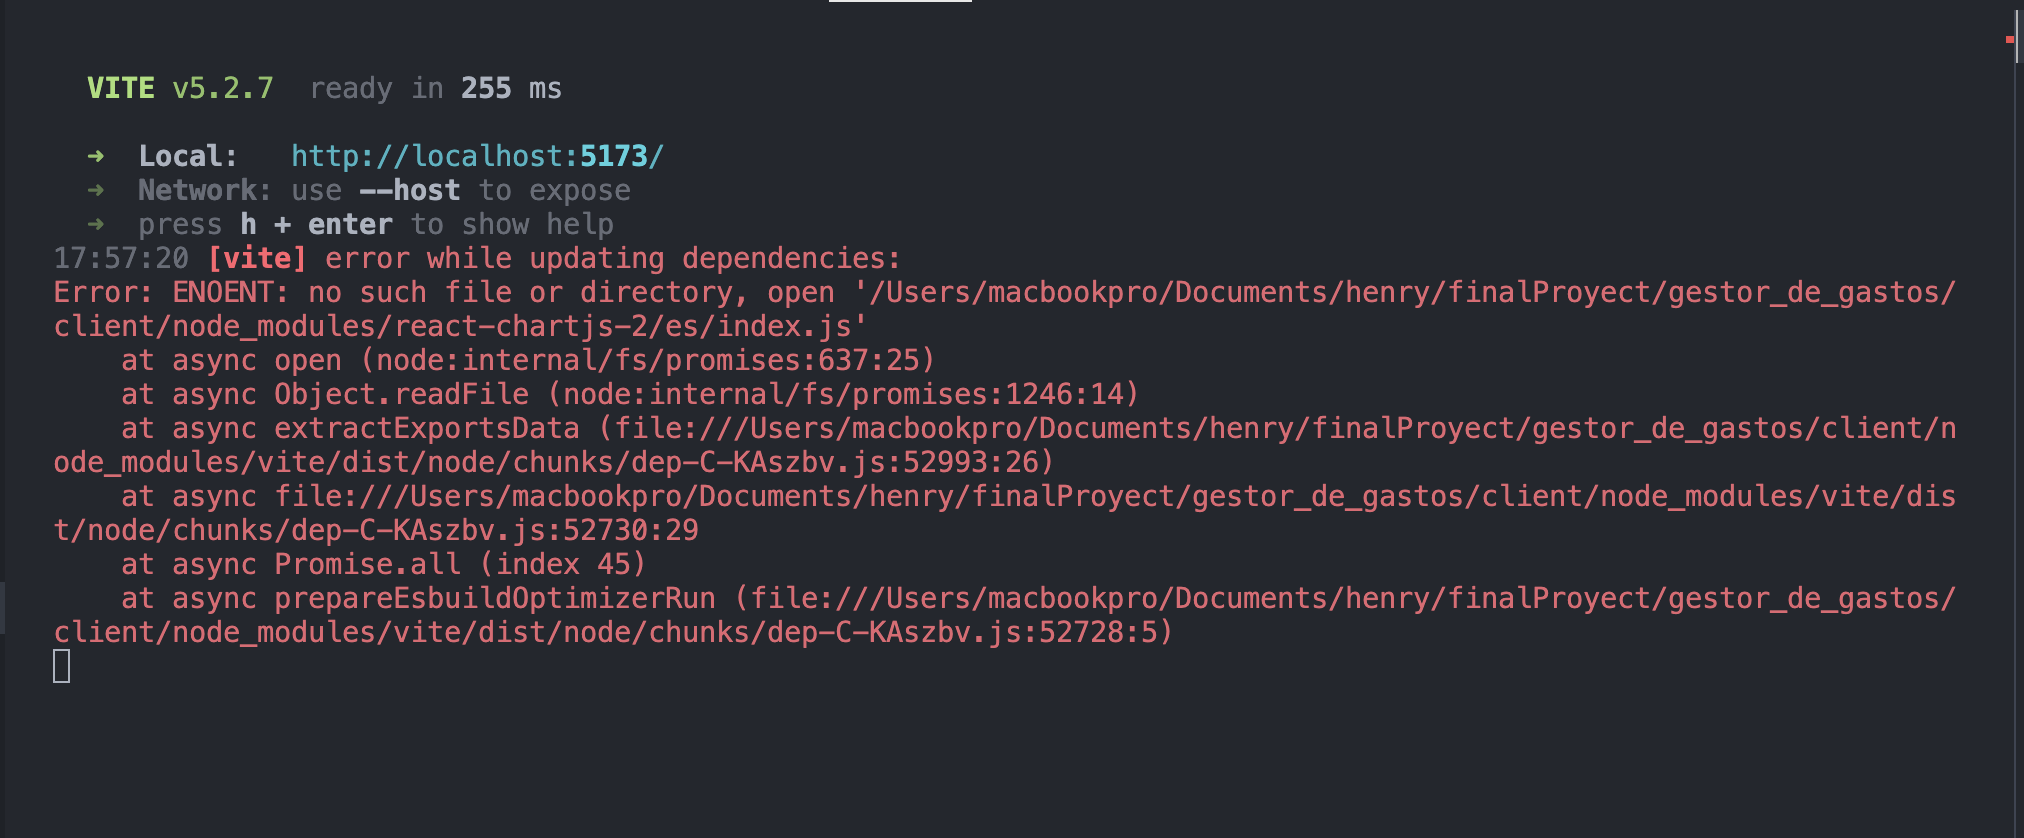 VITE v5.2.7  ready in 255 ms
➜  Local:   http://localhost:5173/
➜  Network: use --host to expose
➜  press h + enter to show help
17:57:20 [vite] error while updating dependencies:
Error: ENOENT: no such file or directory, open '/Users/macbookpro/Documents/henry/finalProyect/gestor_de_gastos/
client/node_modules/react-chartjs-2/es/index.js'
at async open (node:internal/fs/promises:637:25)
at async Object.readFile (node:internal/fs/promises:1246:14)
at async extractExportsData (file:///Users/macbookpro/Documents/henry/finalProyect/gestor_de_gastos/client/n
ode_modules/vite/dist/node/chunks/dep-C-KAszbv.js:52993:26)
at async file:///Users/macbookpro/Documents/henry/finalProyect/gestor_de_gastos/client/node_modules/vite/dis
t/node/chunks/dep-C-KAszbv.js:52730:29
at async Promise.all (index 45)
at async prepareEsbuildOptimizerRun (file:///Users/macbookpro/Documents/henry/finalProyect/gestor_de_gastos/
client/node_modules/vite/dist/node/chunks/dep-C-KAszbv.js:52728:5)